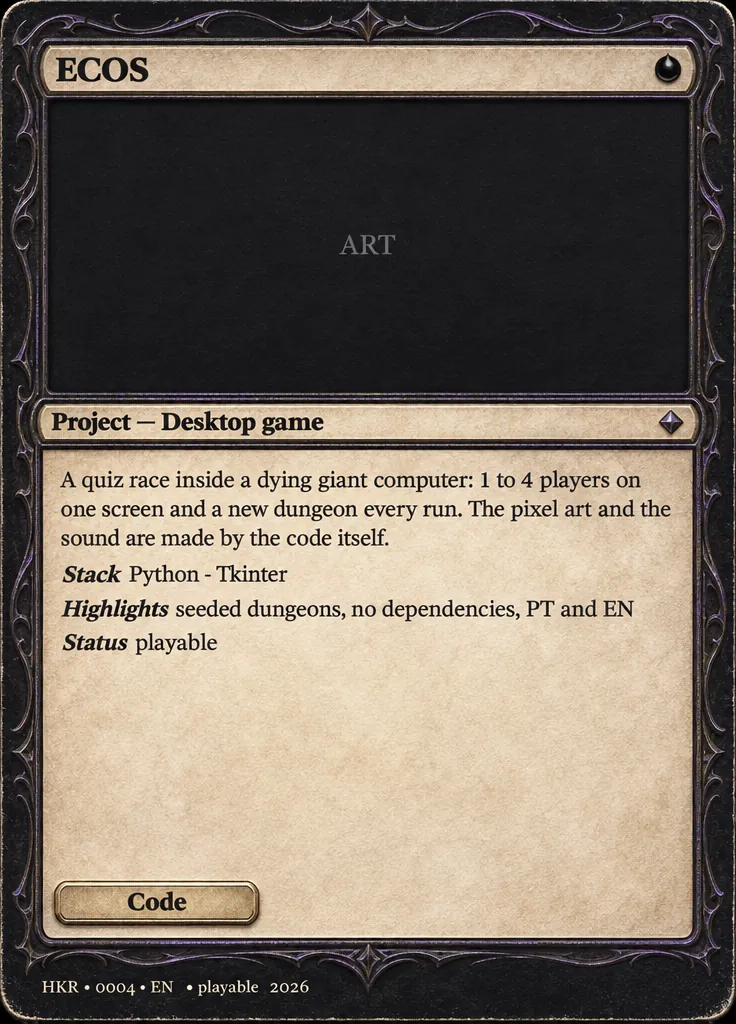 ECOS
ART
Project — Desktop game
A quiz race inside a dying giant computer: 1 to 4 players on
one screen and a new dungeon every run. The pixel art and the
sound are made by the code itself.
Stack Python - Tkinter
Highlights seeded dungeons, no dependencies, PT and EN
Status playable
Code
HKR • 0004 • EN • playable 2026